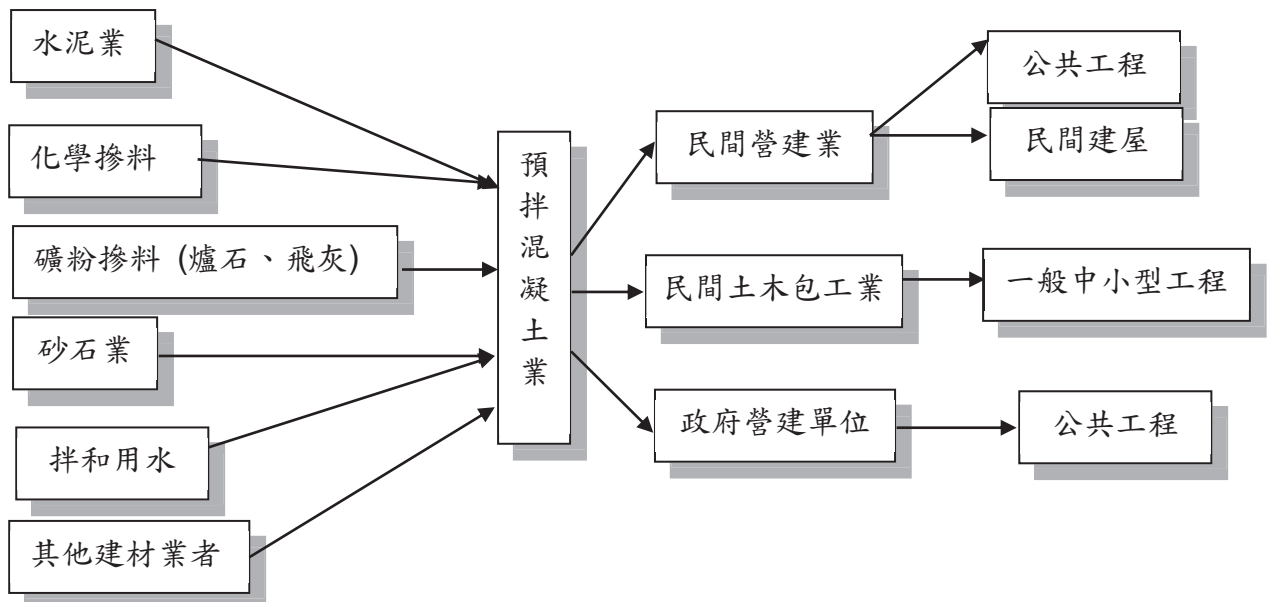 水泥業
化學摻料
礦粉摻料 (爐石、飛灰)
砂石業
拌和用水
其他建材業者
預拌混凝土業
民間營建業
民間土木包工業
政府營建單位
公共工程
民間建屋
一般中小型工程
公共工程